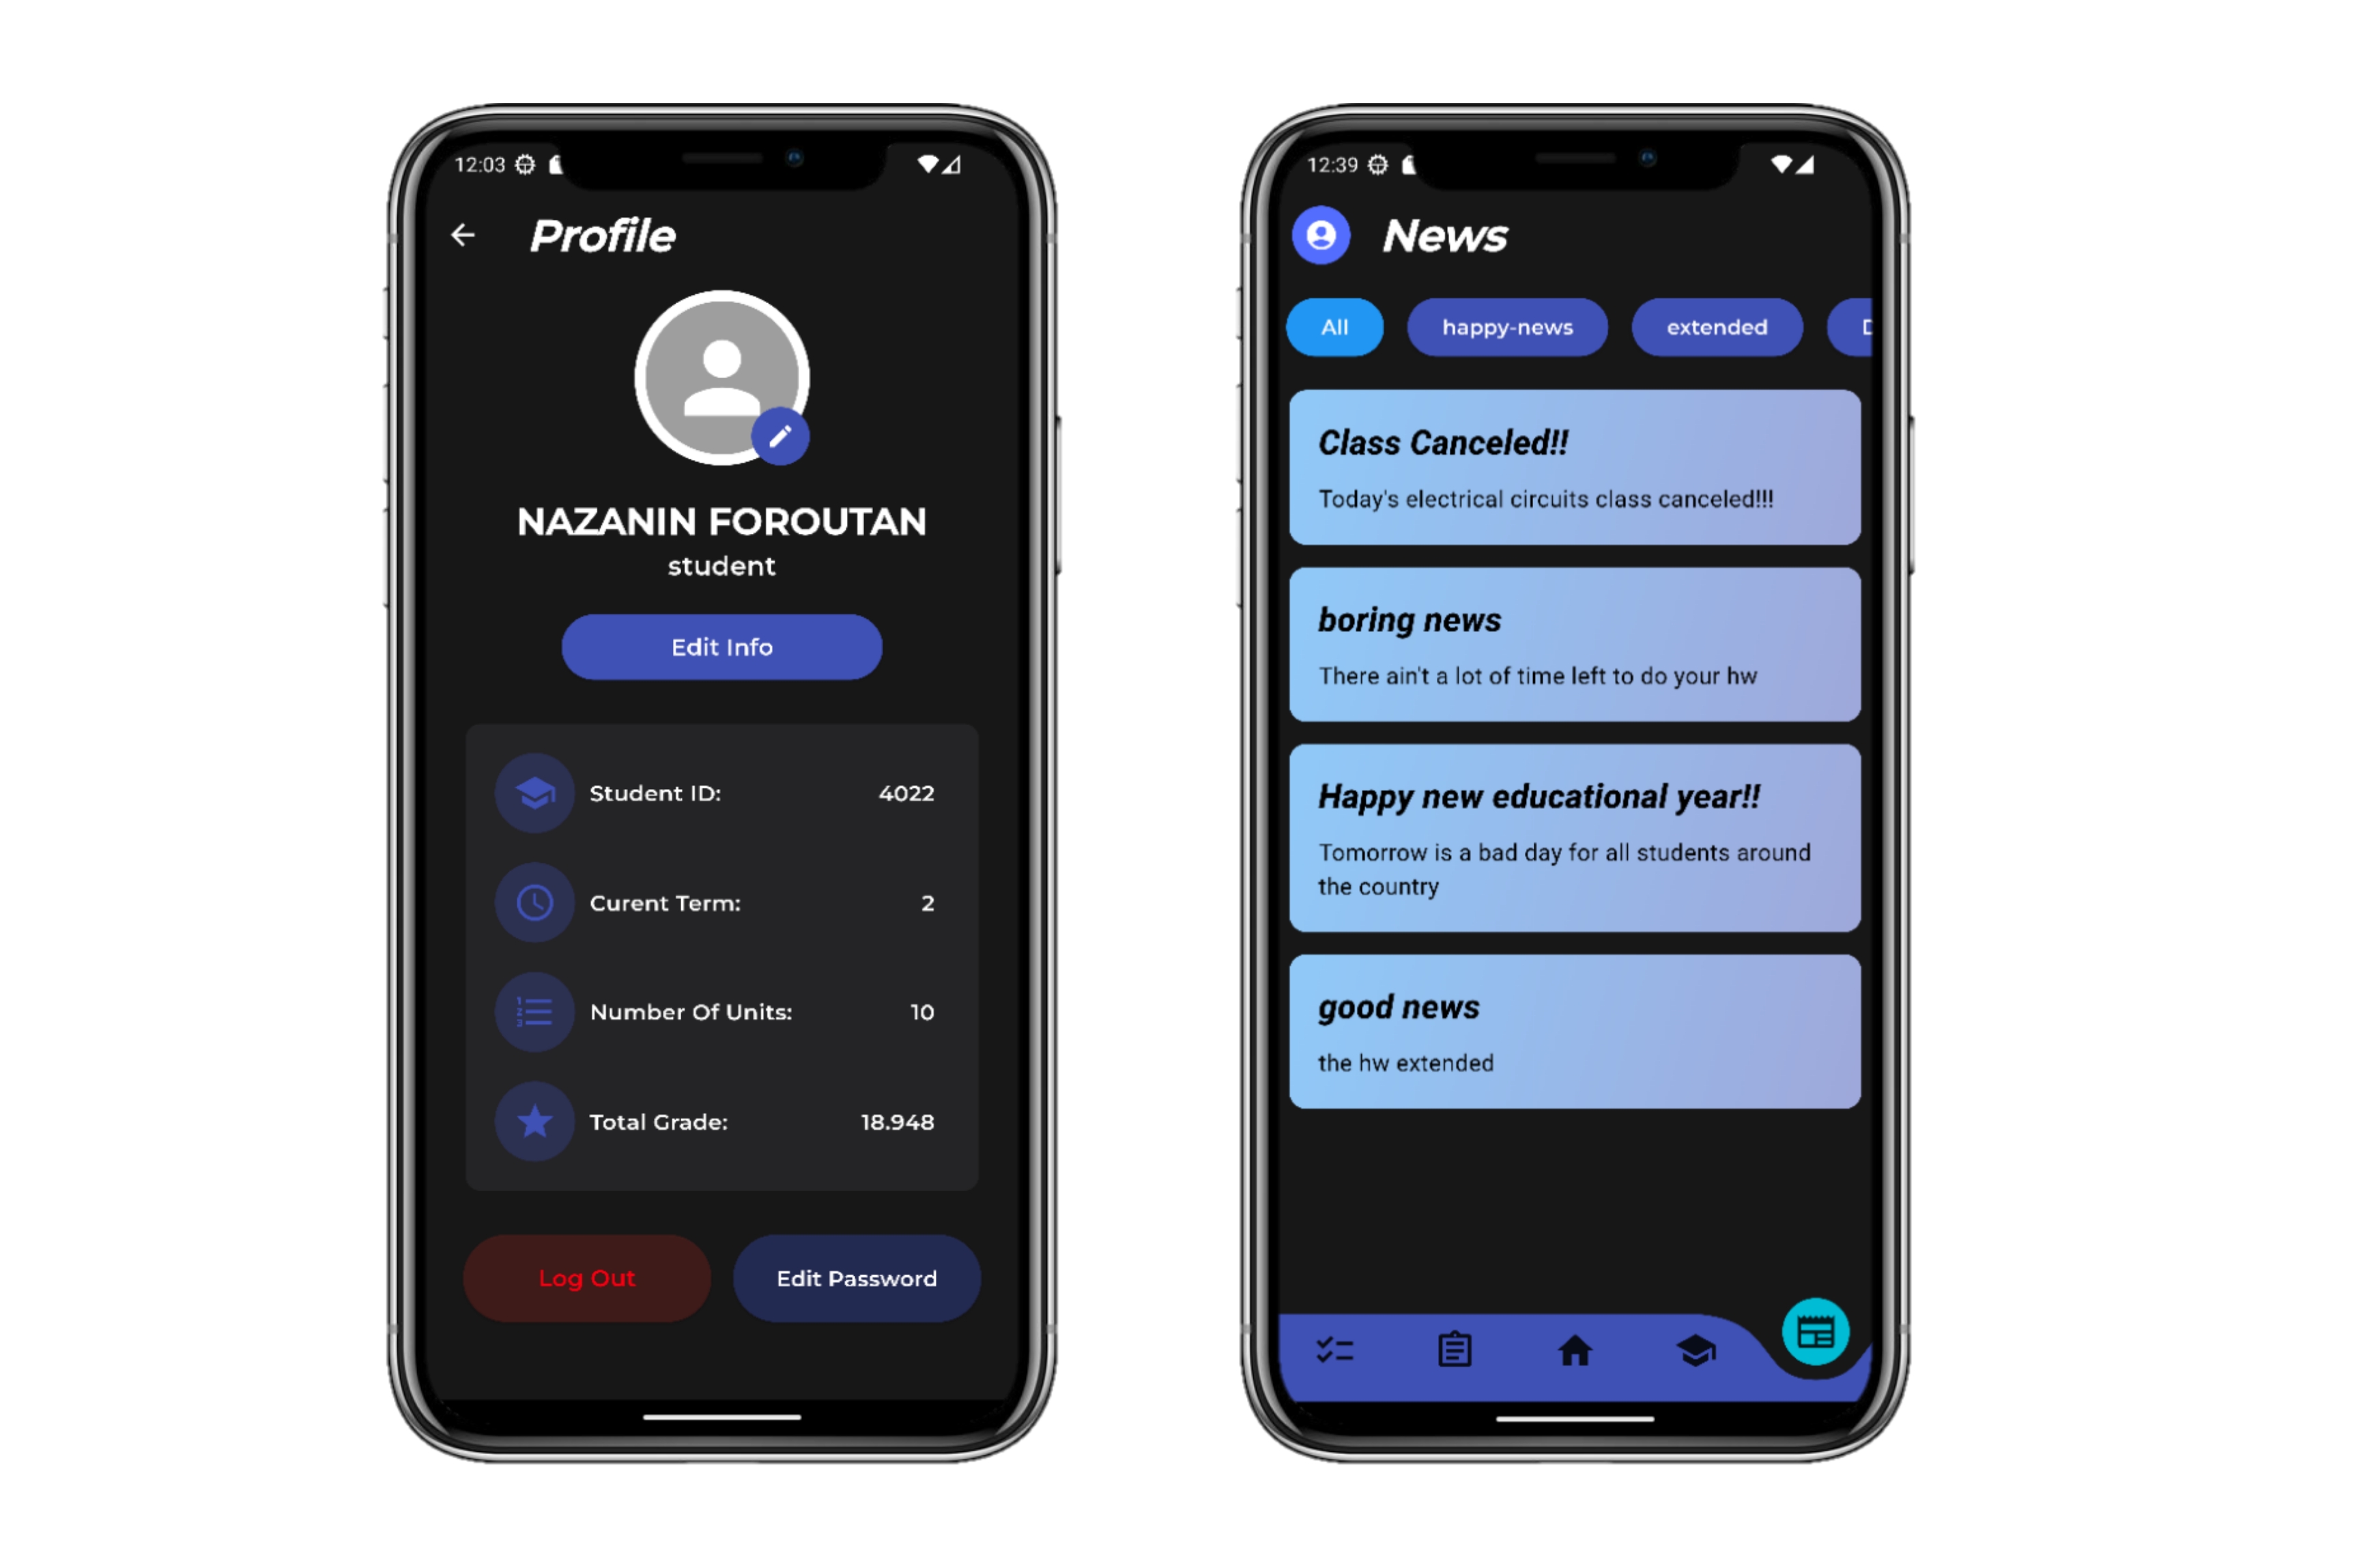 12:03
Profile
NAZANIN FOROUTAN
student
Edit Info
Student ID: 4022
Curent Term: 2
Number Of Units: 10
Total Grade: 18.948
Log Out Edit Password
12:39
News
All happy-news extended
Class Canceled!!
Today's electrical circuits class canceled!!!
boring news
There ain't a lot of time left to do your hw
Happy new educational year!!
Tomorrow is a bad day for all students around
the country
good news
the hw extended